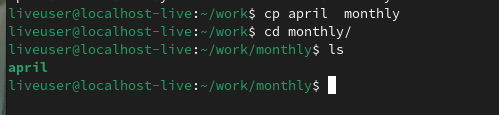 liveuser@localhost-live:~/work$ cp april  monthly
liveuser@localhost-live:~/work$ cd monthly/
liveuser@localhost-live:~/work/monthly$ ls
april
liveuser@localhost-live:~/work/monthly$